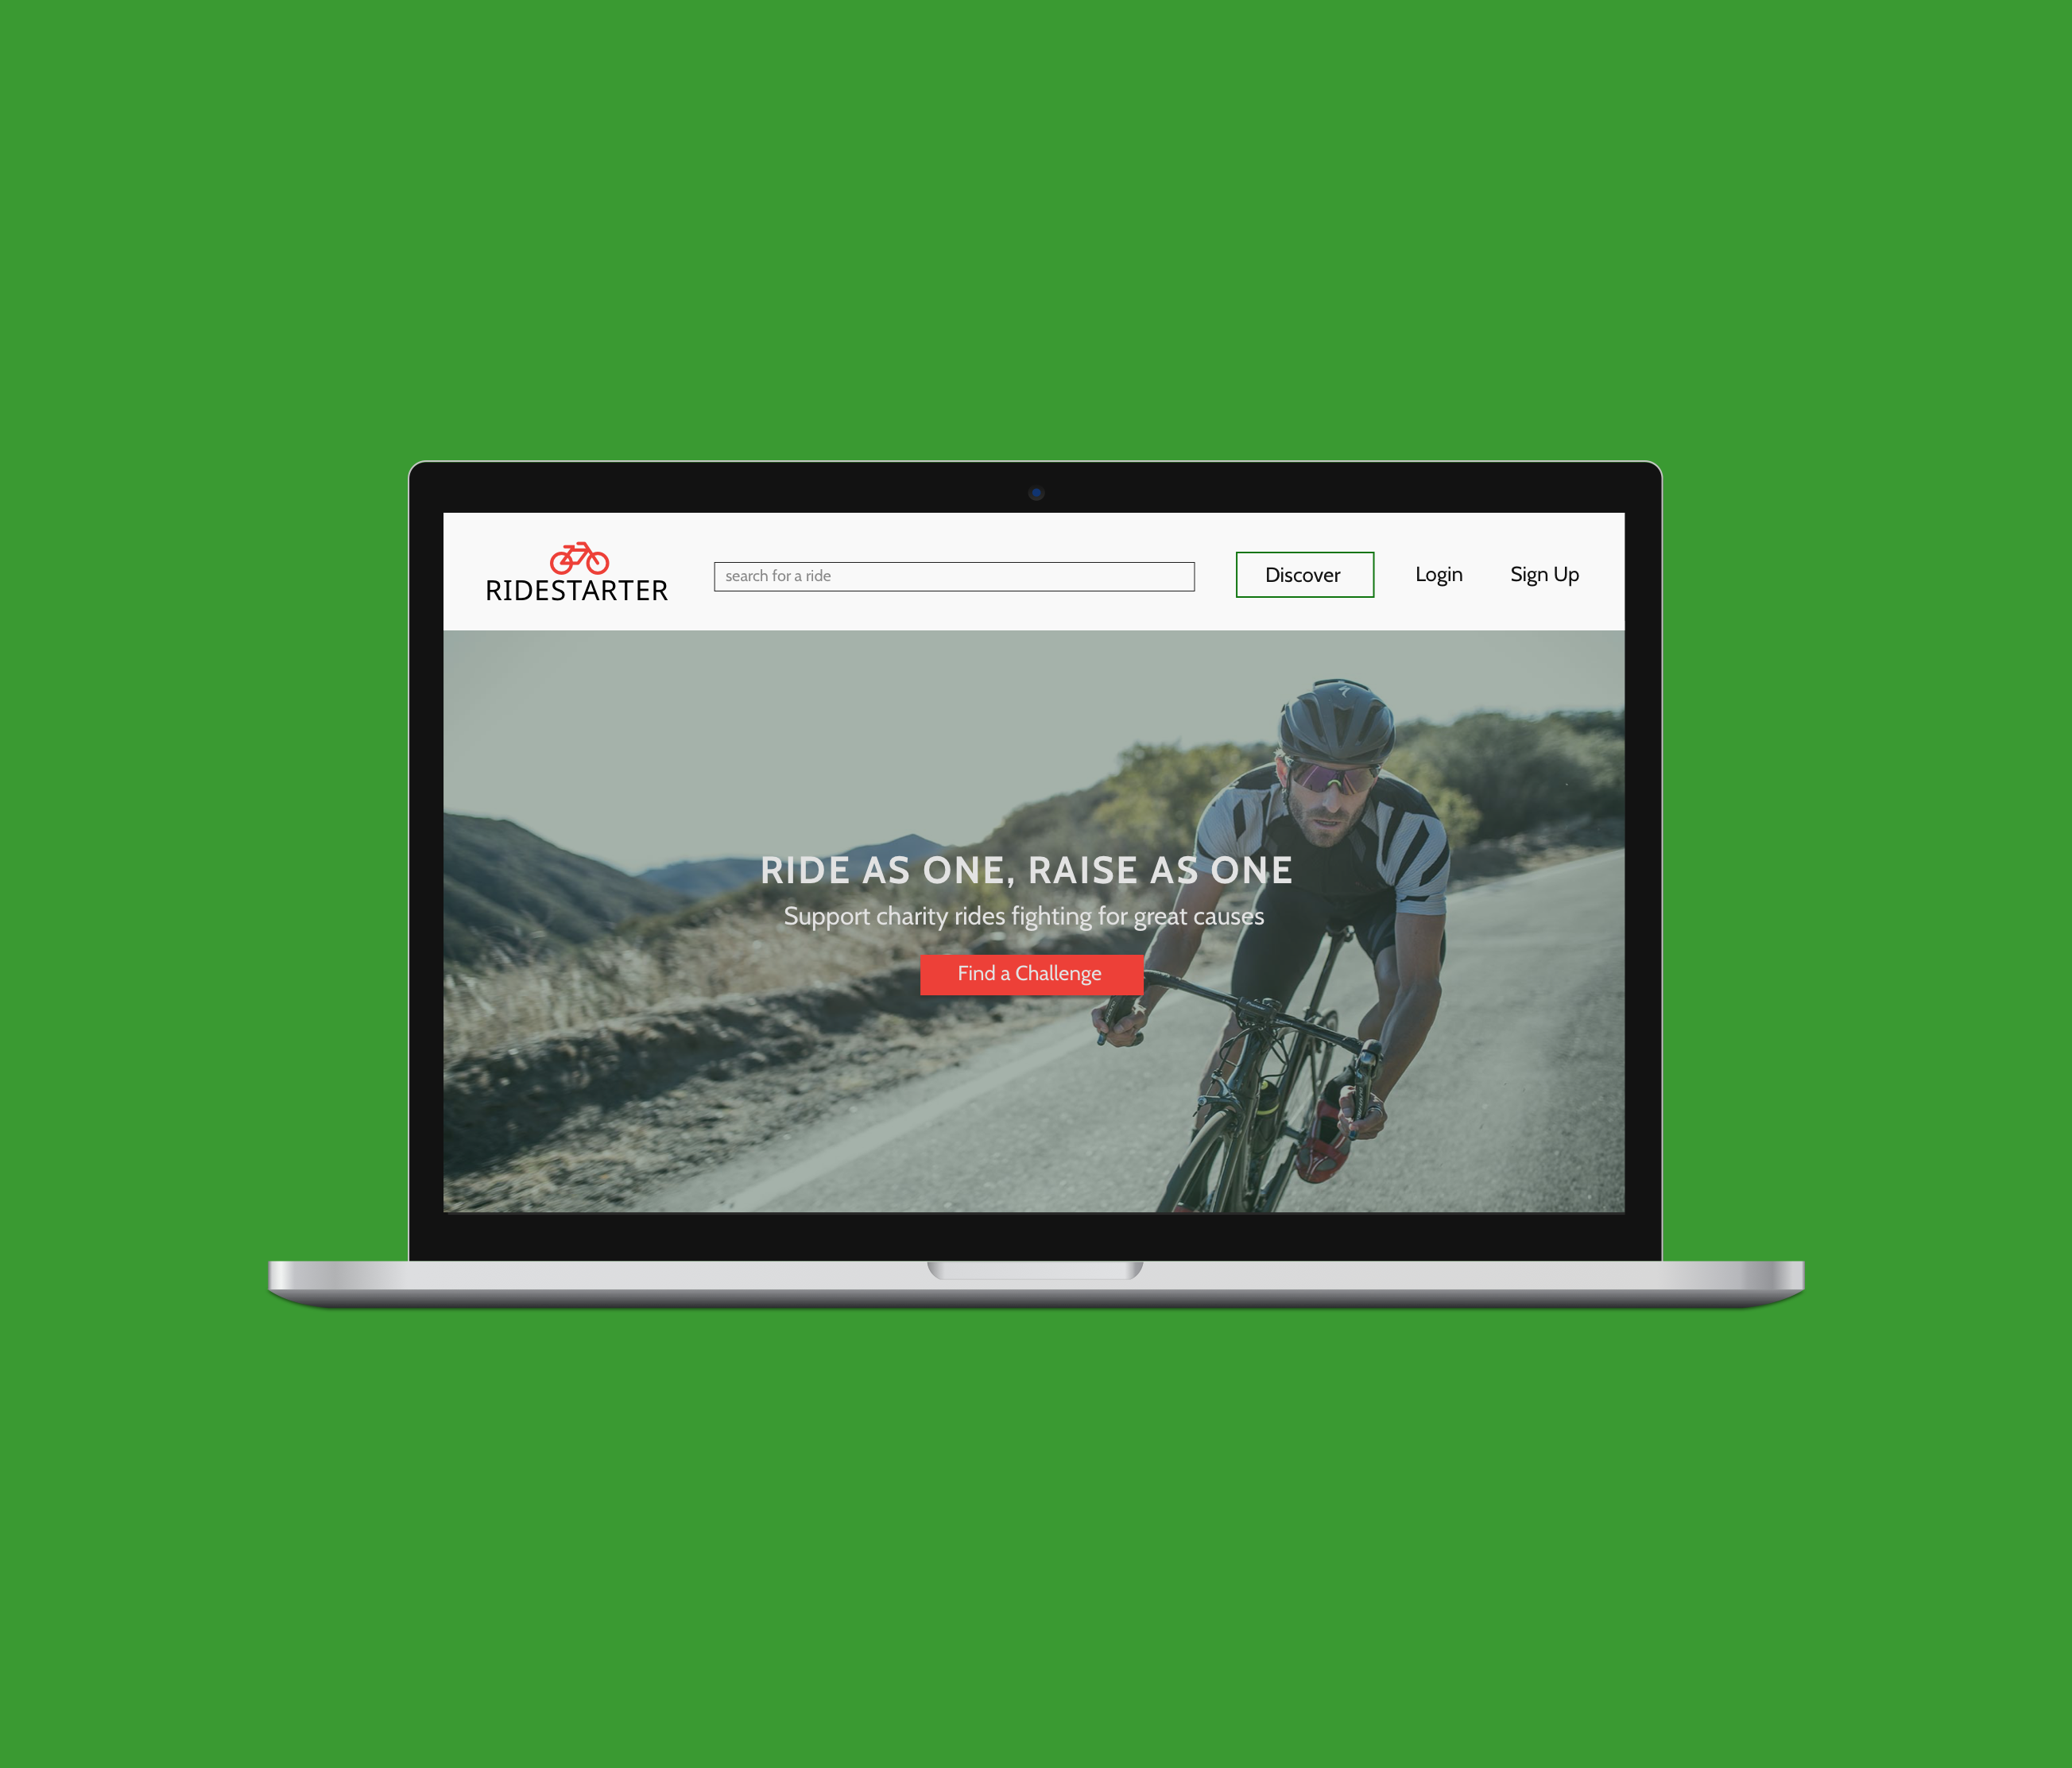 RIDESTARTER
search for a ride
Discover
Login
Sign Up
RIDE AS ONE, RAISE AS ONE
Support charity rides fighting for great causes
Find a Challenge